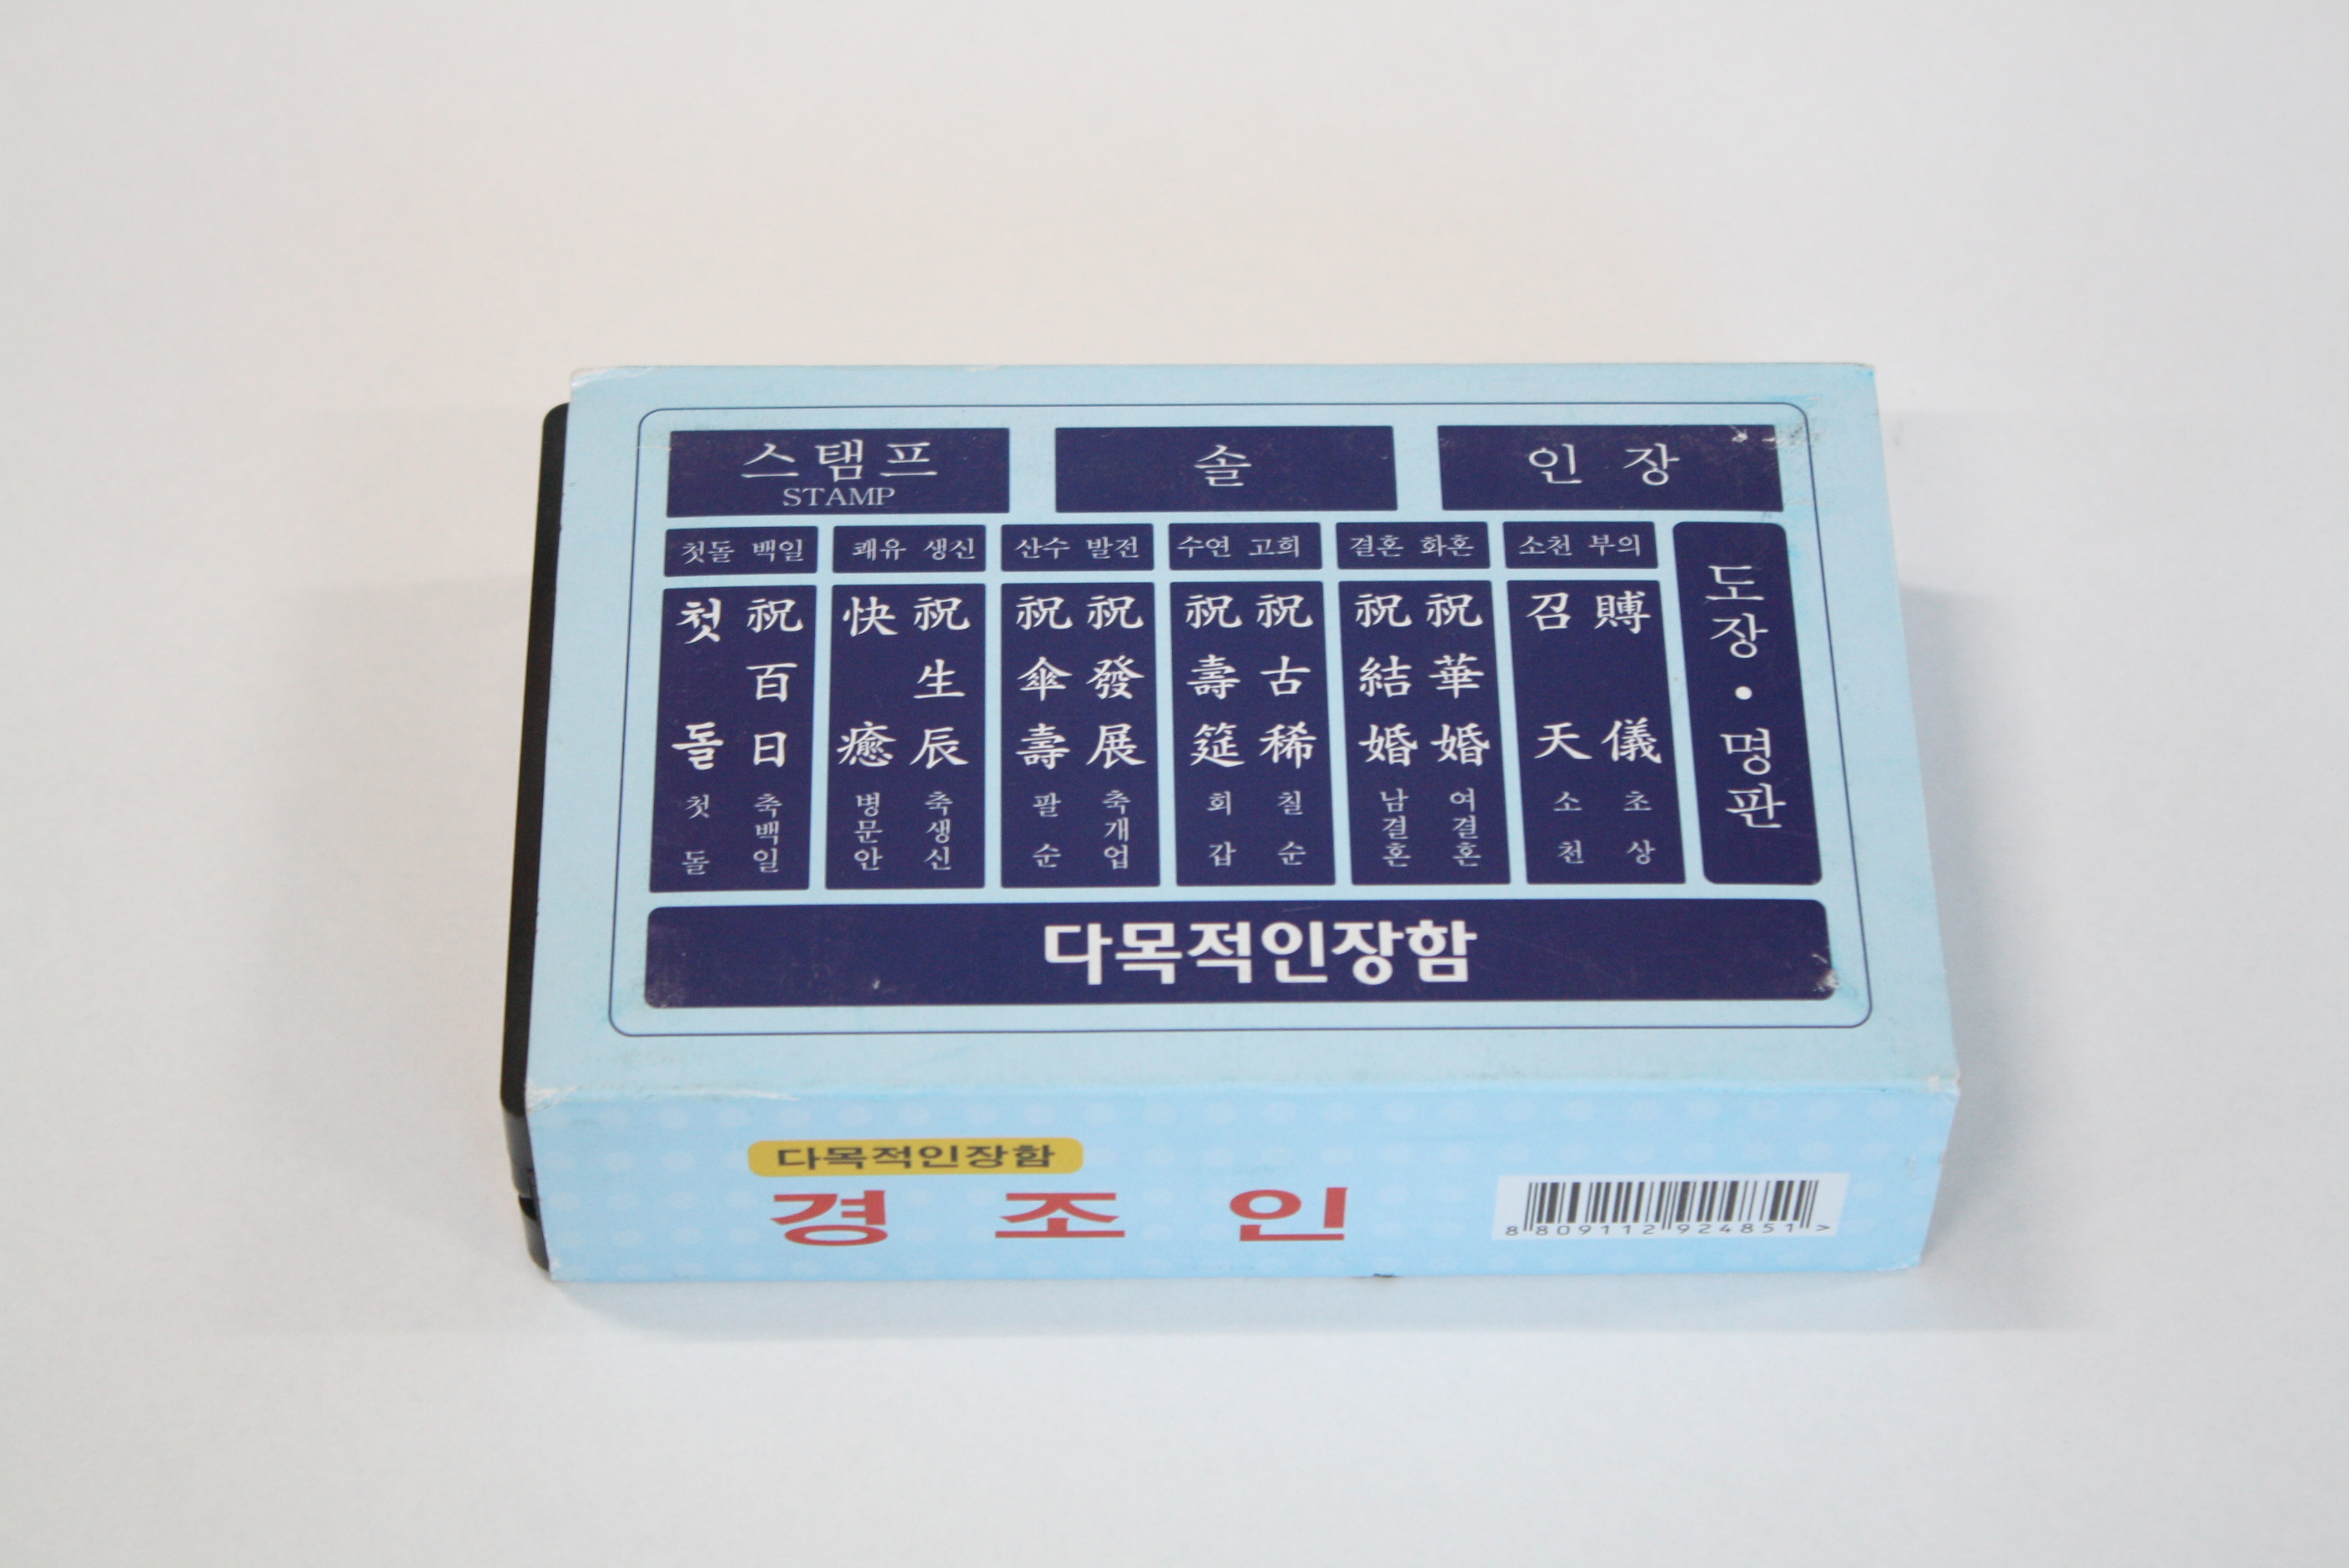 스탬프
STAMP
솔
인 장
첫돌 백일
쾌유 생신
산수 발전
수연 고희
결혼 화혼
소천 부의
첫돌
祝百日
快癒
祝生辰
祝傘壽
祝發展
祝壽筵
祝古稀
祝結婚
祝華婚
召天
賻儀
첫돌
축백일
병문안
축생신
팔순
축개업
회갑
칠순
남결혼
여결혼
소천
초상
도장·명판
다목적인장함
다목적인장함
경 조 인
8809112924851>